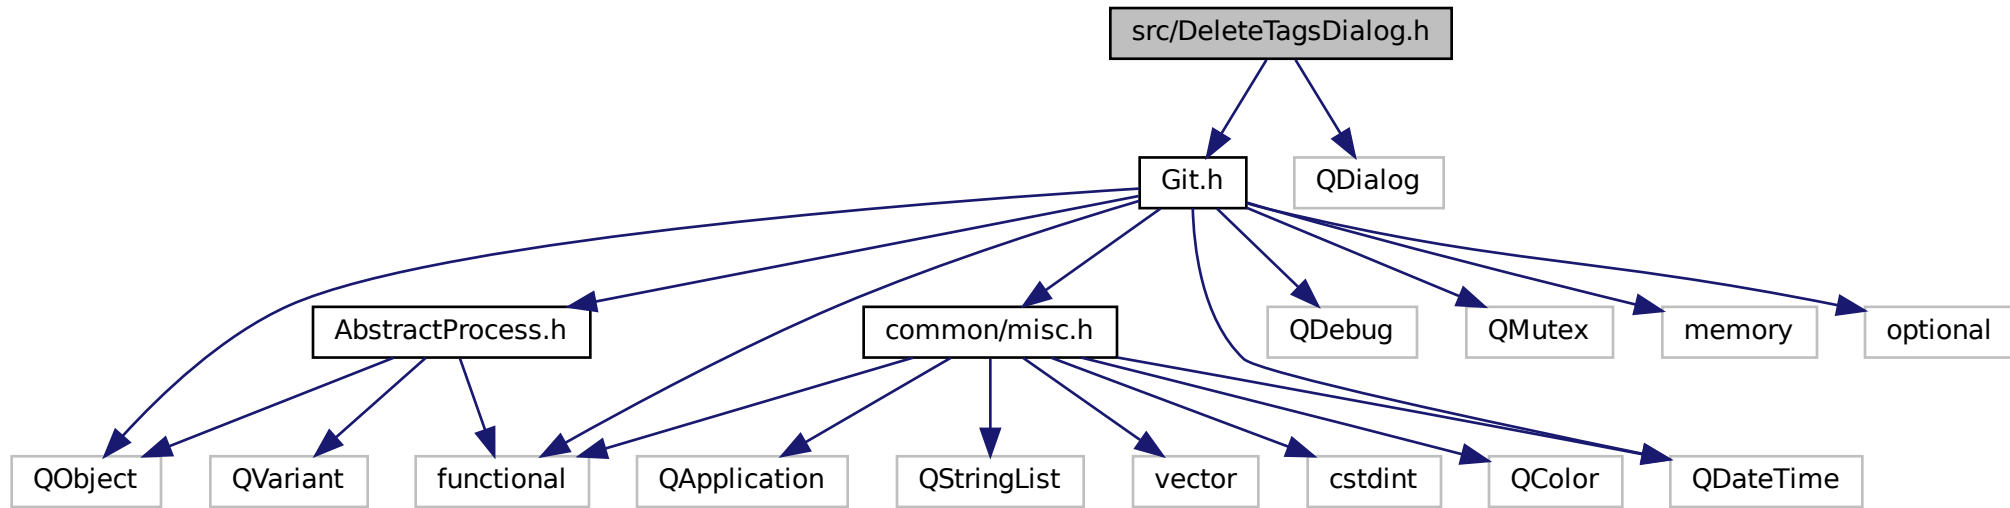 src/DeleteTagsDialog.h
Git.h
QDialog
AbstractProcess.h
common/misc.h
QDebug
QMutex
memory
optional
QObject
QVariant
functional
QApplication
QStringList
vector
cstdint
QColor
QDateTime